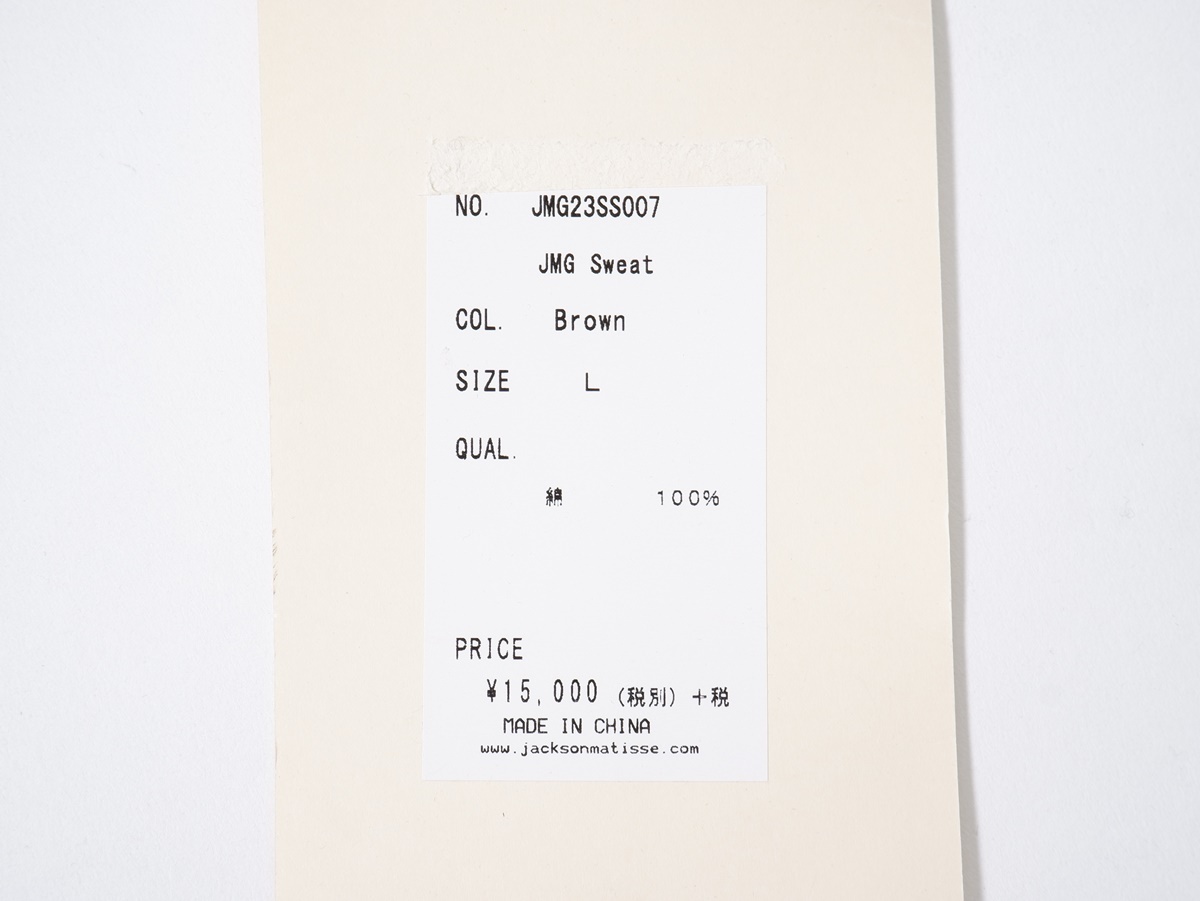 NO. JMG23SS007
JMG Sweat
COL. Brown
SIZE L
QUAL.
綿 100%
PRICE
¥15,000 (税別) +税
MADE IN CHINA
www.jacksonmatisse.com